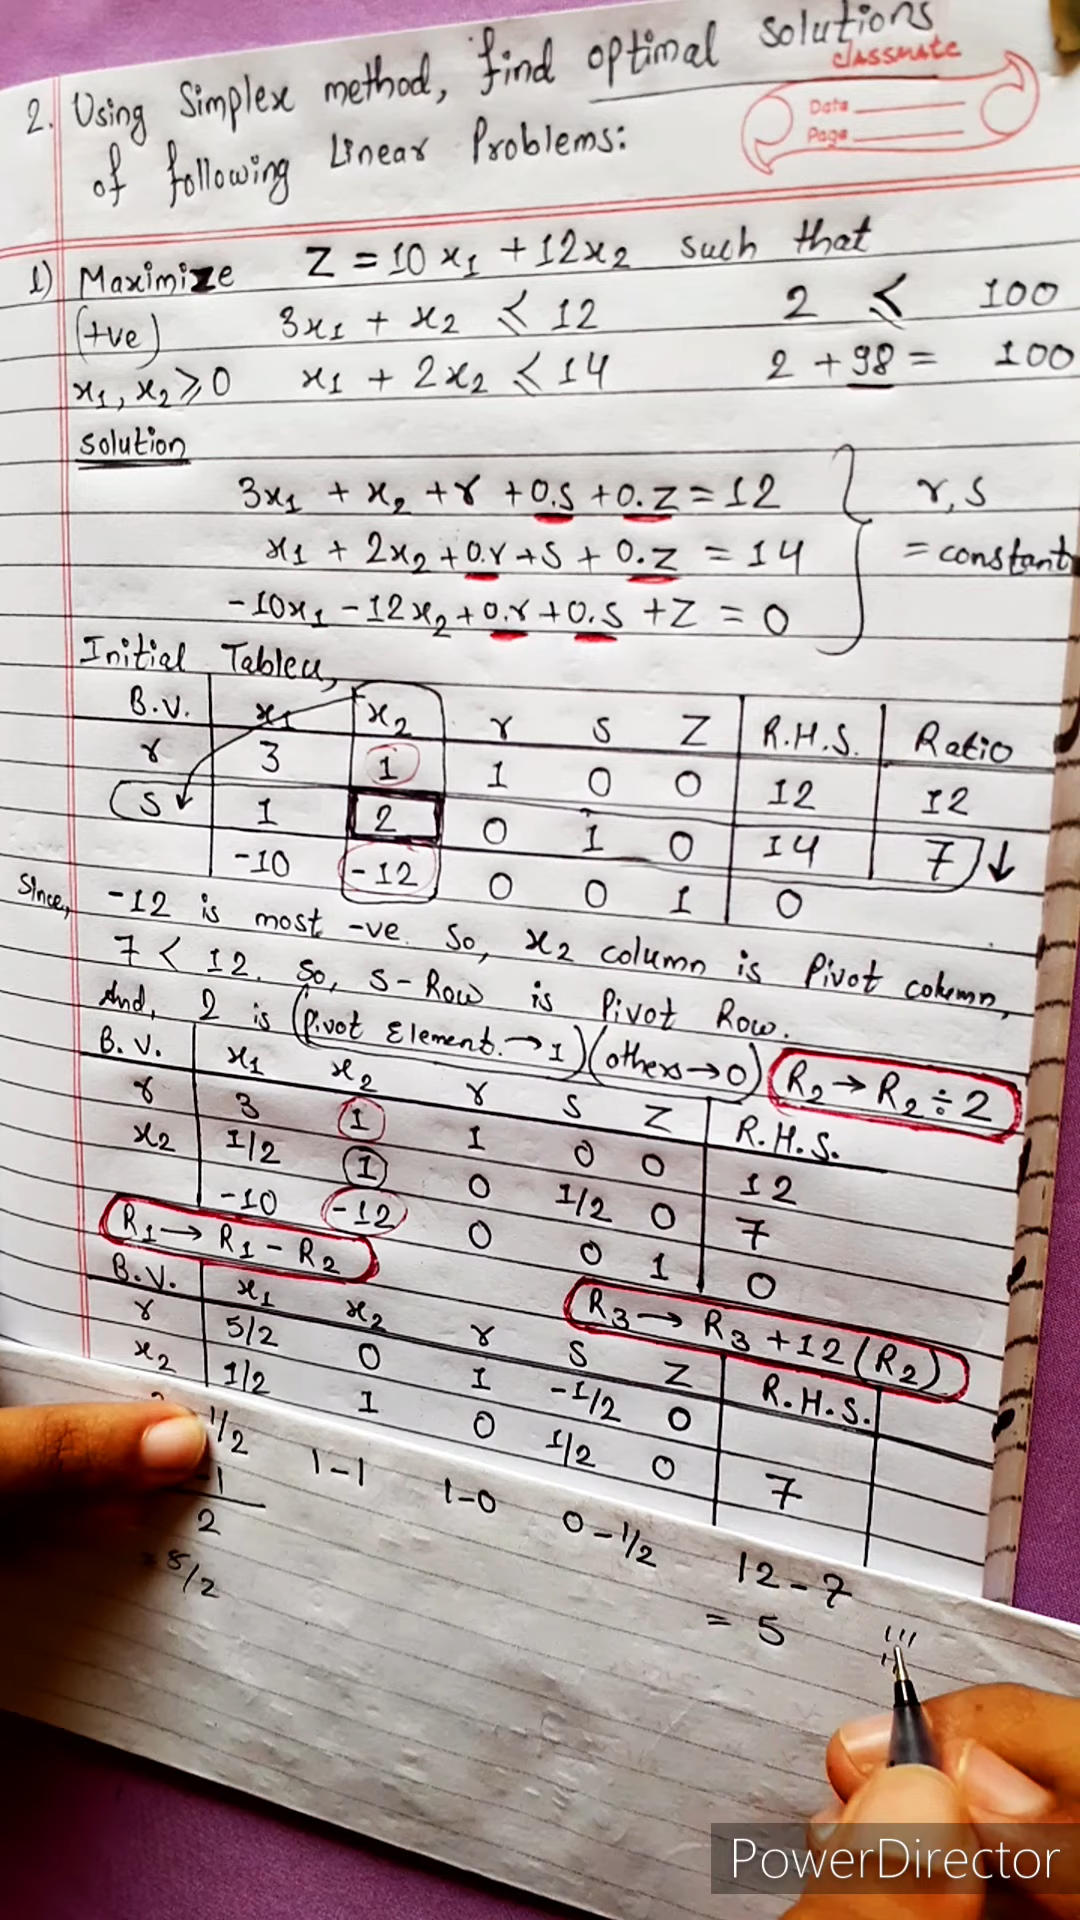 2. Using Simplex method, find optimal solutions
of following Linear Problems:
classmate
Date
Page
1) Maximize Z = 10x₁ + 12x₂ such that
(+ve) 3x₁ + x₂ ≤ 12 2 ≤ 100
x₁, x₂ ≥ 0 x₁ + 2x₂ ≤ 14 2 + 98 = 100
Solution
3x₁ + x₂ + r + 0.s + 0.z = 12 r, s
x₁ + 2x₂ + 0.r + s + 0.z = 14 = constant
-10x₁ - 12x₂ + 0.r + 0.s + z = 0
Initial Tableu,
B.V. x₁ x₂ r s z R.H.S. Ratio
r 3 1 1 0 0 12 12
s 1 2 0 1 0 14 7 ↓
-10 -12 0 0 1 0
Since, -12 is most -ve. So, x₂ column is Pivot column,
7 < 12. So, s-Row is Pivot Row.
And, 2 is (Pivot Element. → 1) (others → 0) R₂ → R₂ ÷ 2
B.V. x₁ x₂ r s z R.H.S.
r 3 1 1 0 0 12
x₂ 1/2 1 0 1/2 0 7
-10 -12 0 0 1 0
R₁ → R₁ - R₂ R₃ → R₃ + 12(R₂)
B.V. x₁ x₂ r s z R.H.S.
r 5/2 0 1 -1/2 0
x₂ 1/2 1 0 1/2 0 7
1/2 1-1 1-0 0-1/2 12-7
-1
2 = 5
= 5/2
PowerDirector